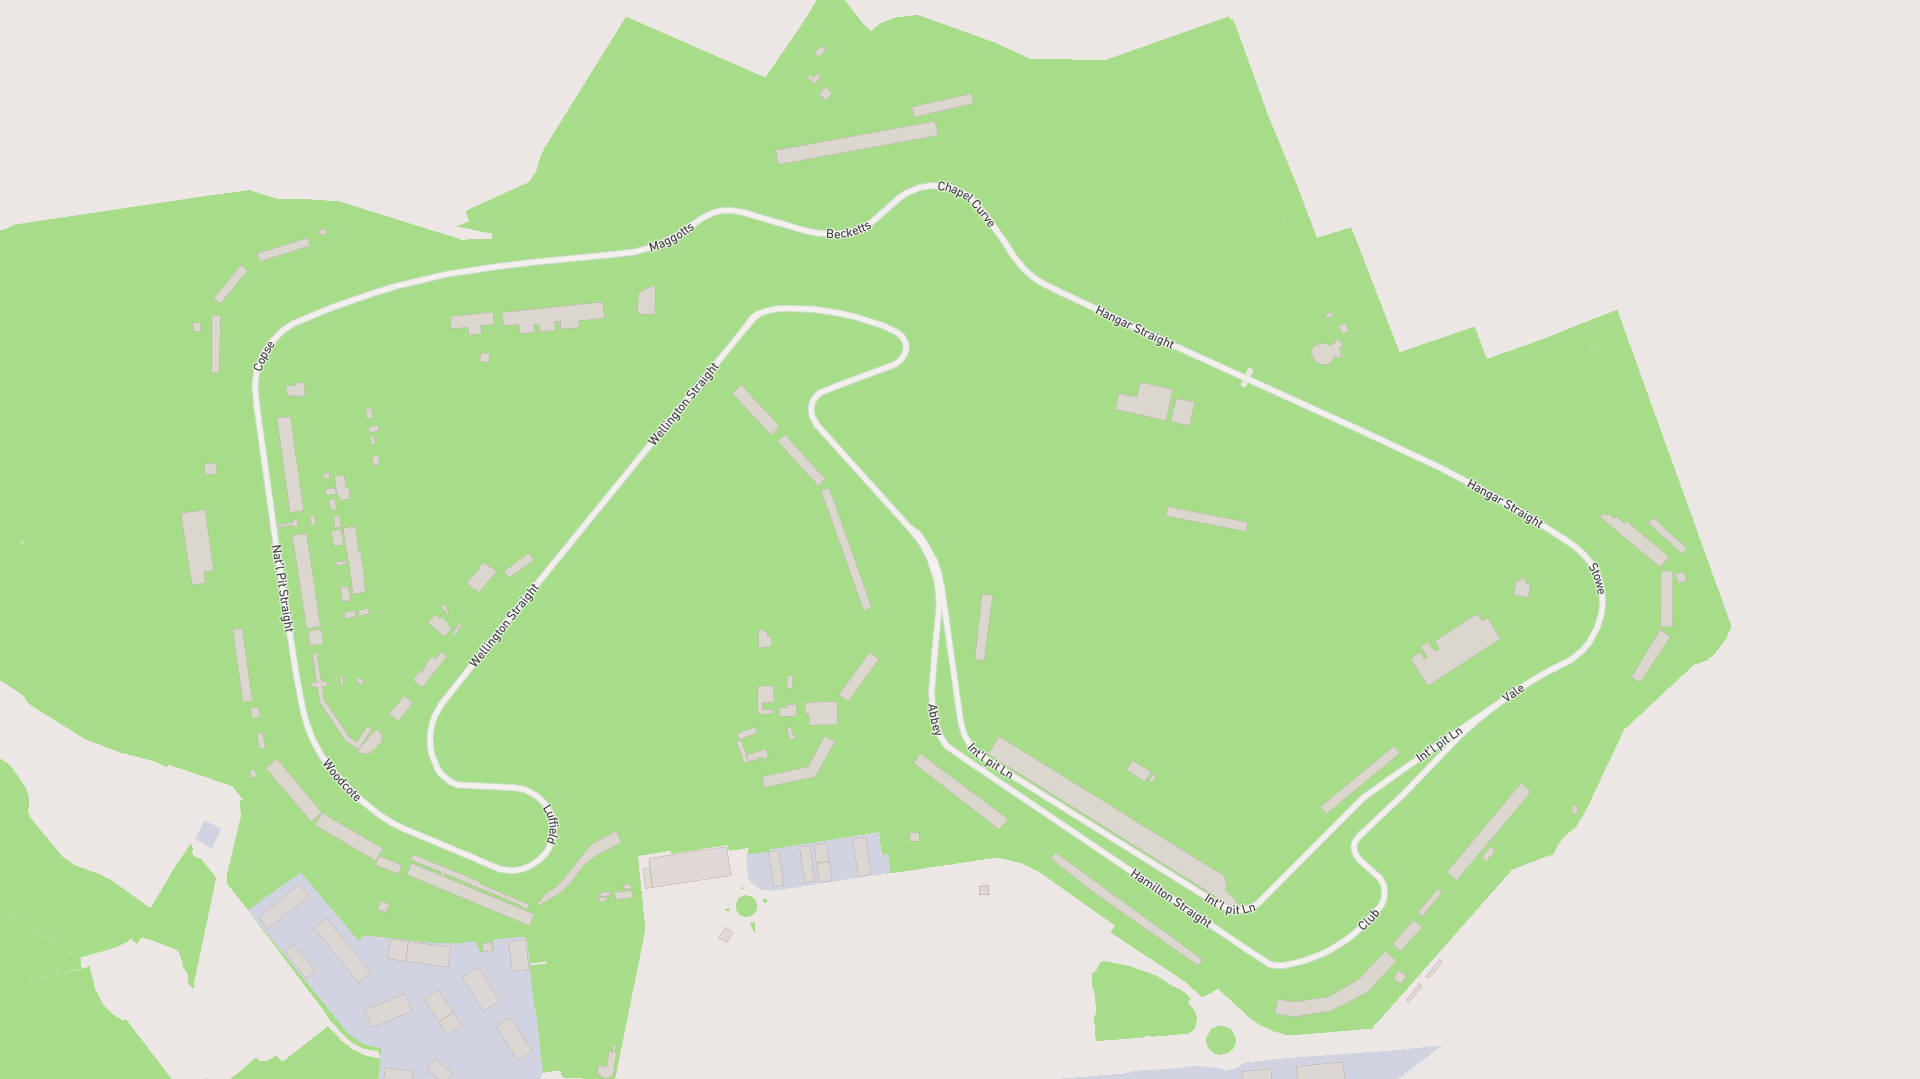 Chapel Curve
Maggotts
Becketts
Hangar Straight
Copse
Wellington Straight
Hangar Straight
Nat'l Pit Straight
Stowe
Wellington Straight
Vale
Abbey
Int'l pit Ln
Int'l pit Ln
Woodcote
Luffield
Hamilton Straight
Int'l pit Ln
Club